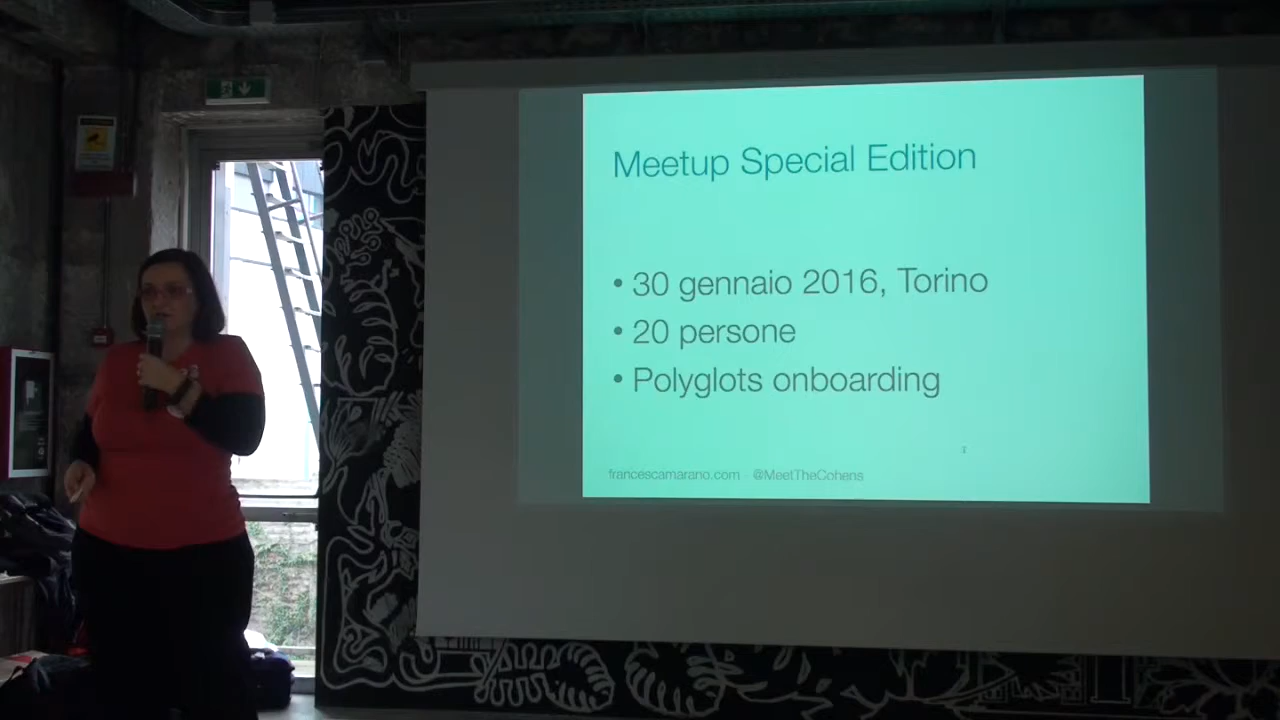 Meetup Special Edition
• 30 gennaio 2016, Torino
• 20 persone
• Polyglots onboarding
francescamarano.com - @MeetTheCohens